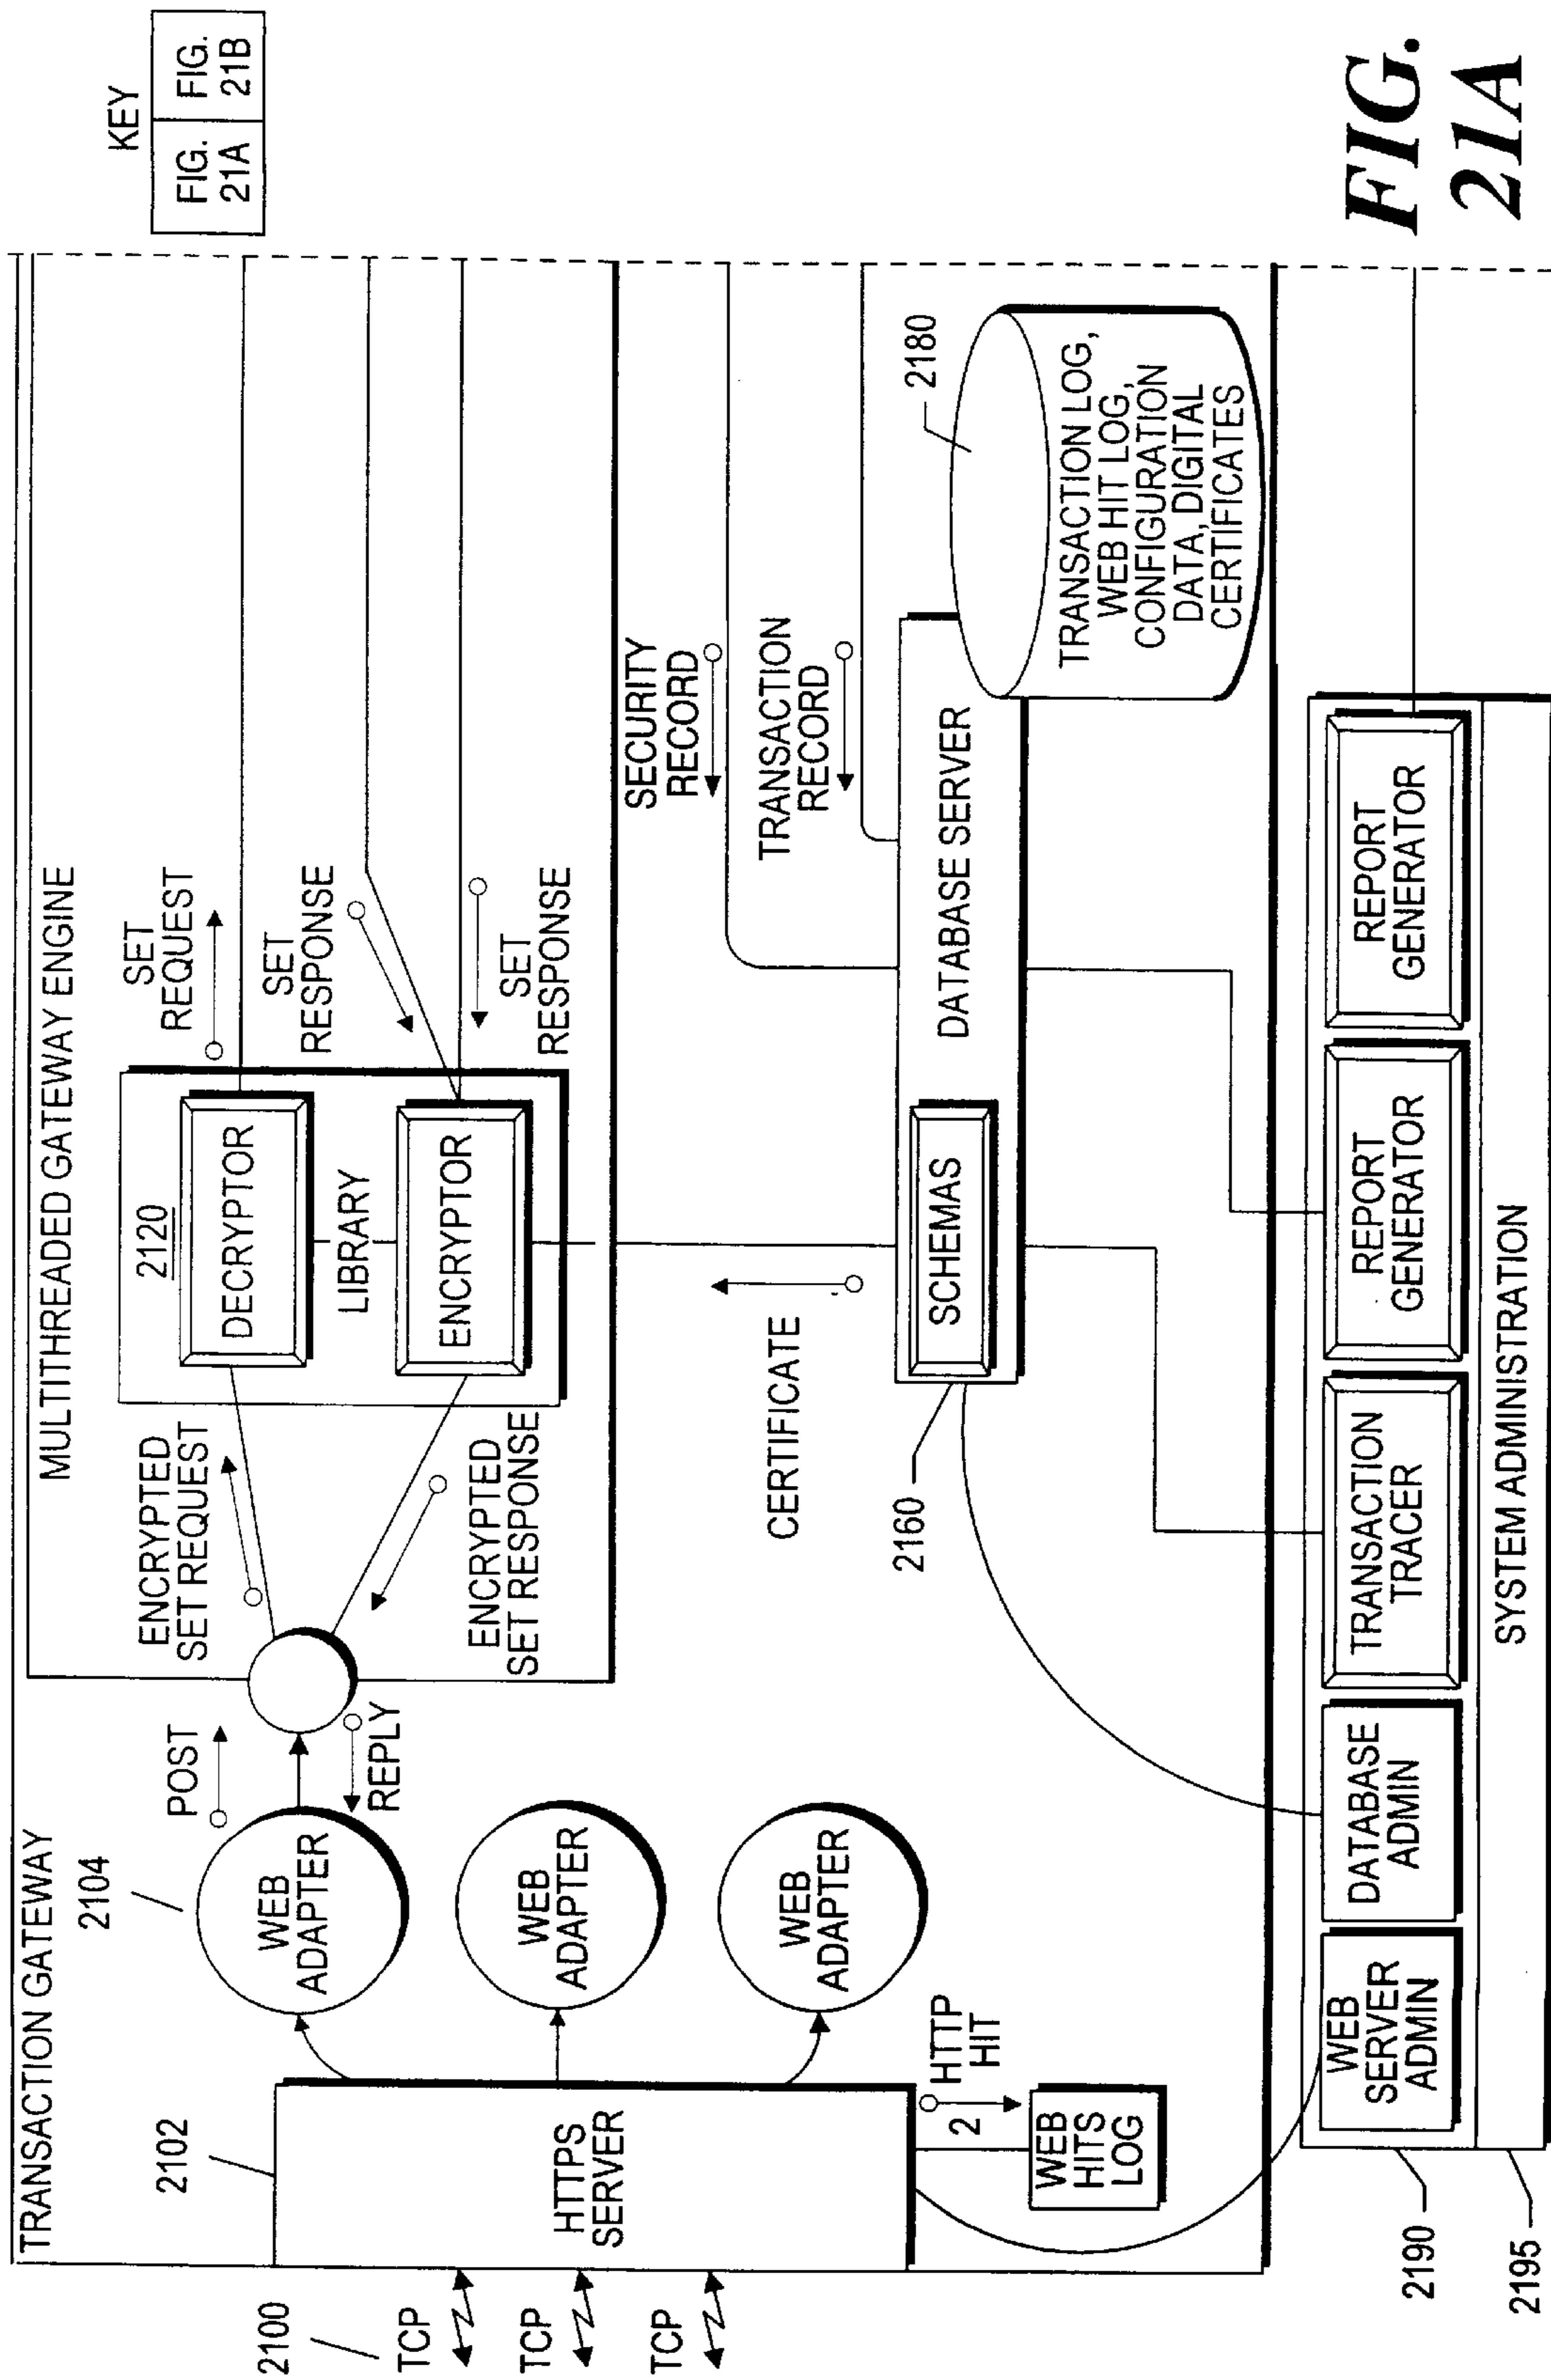 KEY
FIG.
21A
FIG.
21B
TRANSACTION GATEWAY
MULTITHREADED GATEWAY ENGINE
2100
TCP
TCP
TCP
2102
HTTPS
SERVER
2104
WEB
ADAPTER
WEB
ADAPTER
WEB
ADAPTER
POST
REPLY
ENCRYPTED
SET REQUEST
ENCRYPTED
SET RESPONSE
2120
DECRYPTOR
LIBRARY
ENCRYPTOR
SET
REQUEST
SET
RESPONSE
SET
RESPONSE
SECURITY
RECORD
TRANSACTION
RECORD
CERTIFICATE
2160
SCHEMAS
DATABASE SERVER
2180
TRANSACTION LOG,
WEB HIT LOG,
CONFIGURATION
DATA, DIGITAL
CERTIFICATES
HTTP
HIT
2
WEB
HITS
LOG
2190
WEB
SERVER
ADMIN
DATABASE
ADMIN
TRANSACTION
TRACER
REPORT
GENERATOR
REPORT
GENERATOR
2195
SYSTEM ADMINISTRATION
FIG.
21A